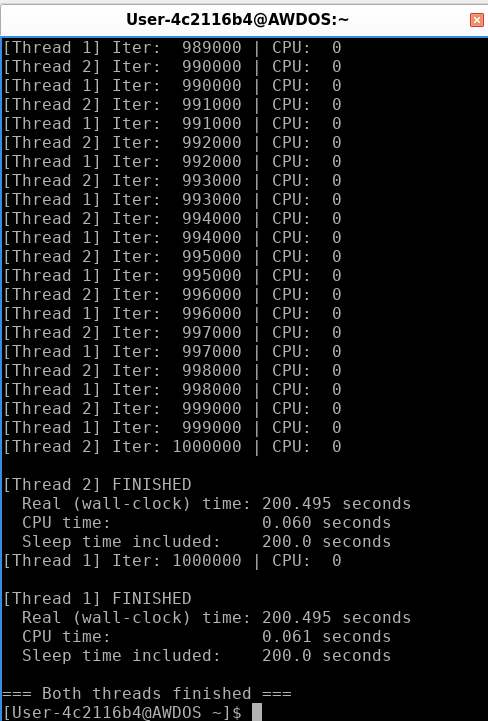 User-4c2116b4@AWDOS:~
[Thread 1] Iter:  989000 | CPU:  0
[Thread 2] Iter:  990000 | CPU:  0
[Thread 1] Iter:  990000 | CPU:  0
[Thread 2] Iter:  991000 | CPU:  0
[Thread 1] Iter:  991000 | CPU:  0
[Thread 2] Iter:  992000 | CPU:  0
[Thread 1] Iter:  992000 | CPU:  0
[Thread 2] Iter:  993000 | CPU:  0
[Thread 1] Iter:  993000 | CPU:  0
[Thread 2] Iter:  994000 | CPU:  0
[Thread 1] Iter:  994000 | CPU:  0
[Thread 2] Iter:  995000 | CPU:  0
[Thread 1] Iter:  995000 | CPU:  0
[Thread 2] Iter:  996000 | CPU:  0
[Thread 1] Iter:  996000 | CPU:  0
[Thread 2] Iter:  997000 | CPU:  0
[Thread 1] Iter:  997000 | CPU:  0
[Thread 2] Iter:  998000 | CPU:  0
[Thread 1] Iter:  998000 | CPU:  0
[Thread 2] Iter:  999000 | CPU:  0
[Thread 1] Iter:  999000 | CPU:  0
[Thread 2] Iter: 1000000 | CPU:  0
[Thread 2] FINISHED
  Real (wall-clock) time: 200.495 seconds
  CPU time:               0.060 seconds
  Sleep time included:    200.0 seconds
[Thread 1] Iter: 1000000 | CPU:  0
[Thread 1] FINISHED
  Real (wall-clock) time: 200.495 seconds
  CPU time:               0.061 seconds
  Sleep time included:    200.0 seconds
=== Both threads finished ===
[User-4c2116b4@AWDOS ~]$